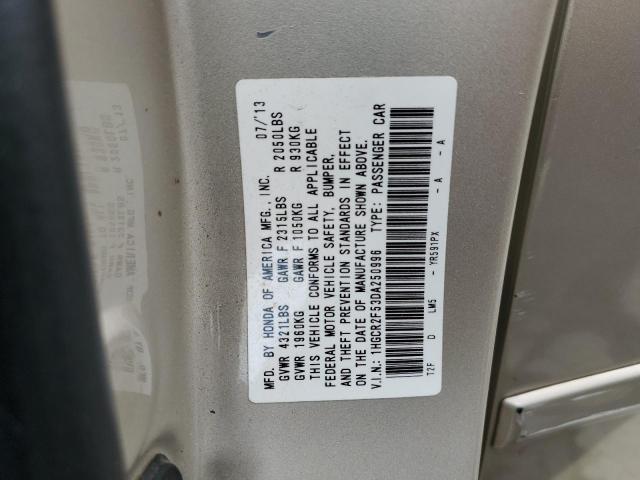 MFD. BY HONDA OF AMERICA MFG., INC. 07/'13
GVWR 4321LBS GAWR F 2315LBS R 2050LBS
GVWR 1960KG GAWR F 1050KG R 930KG
THIS VEHICLE CONFORMS TO ALL APPLICABLE
FEDERAL MOTOR VEHICLE SAFETY, BUMPER,
AND THEFT PREVENTION STANDARDS IN EFFECT
ON THE DATE OF MANUFACTURE SHOWN ABOVE.
V.I.N.: 1HGCR2F53DA250998 TYPE: PASSENGER CAR
T2F D LM5 - YR591PX - A - A